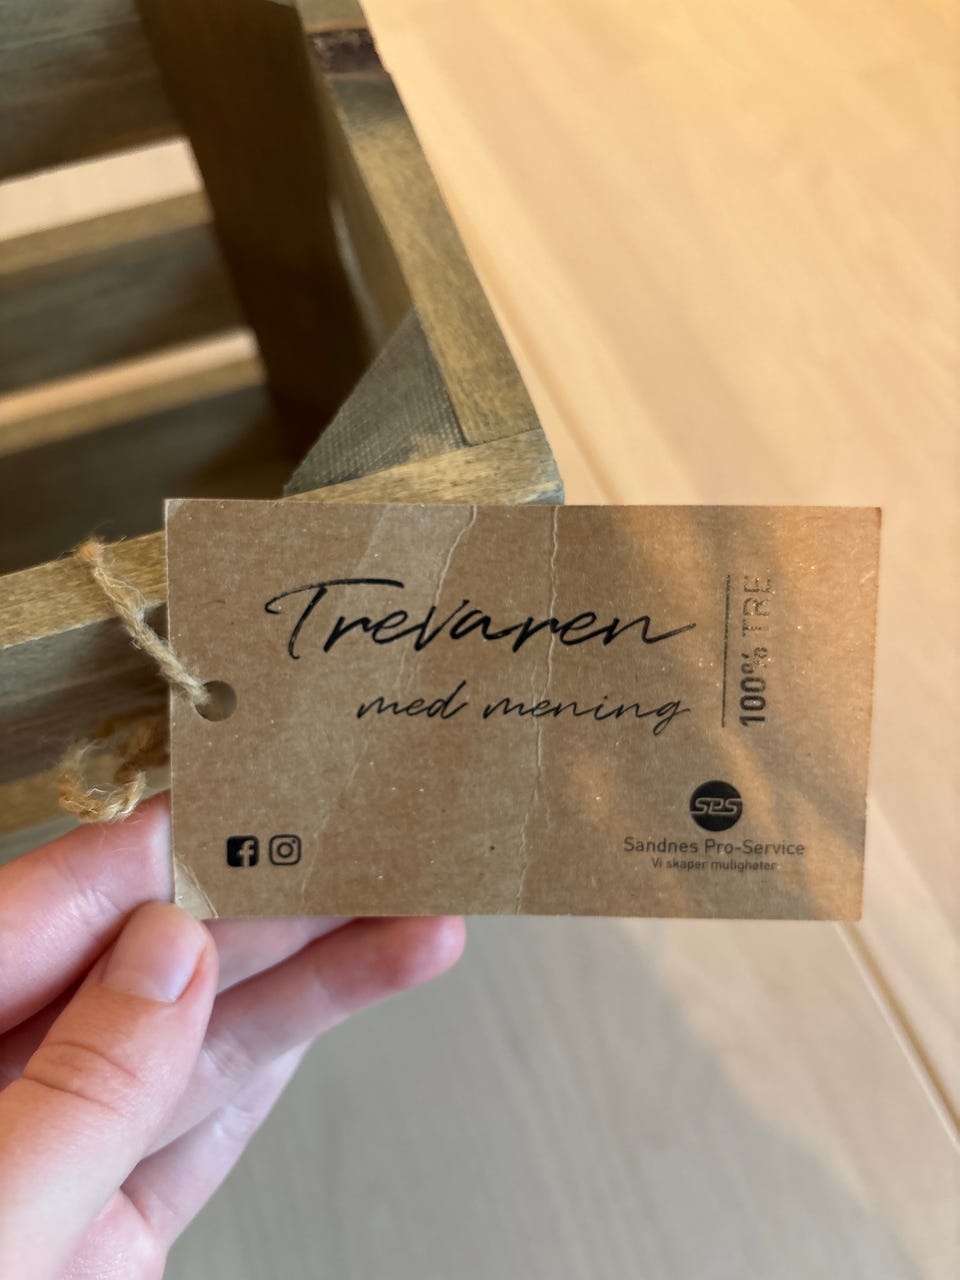 Trevaren
med mening
100% TRE
SPS
Sandnes Pro-Service
Vi skaper muligheter